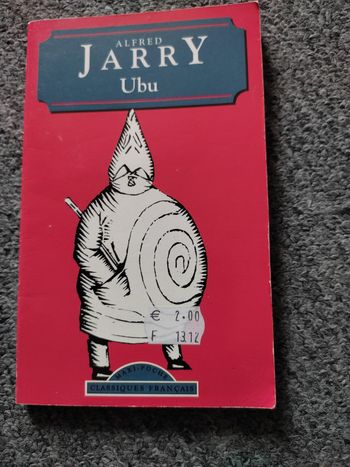 ALFRED
JARRY
Ubu
€ 2.00
F 13.12
MAXI-POCHE
CLASSIQUES FRANÇAIS